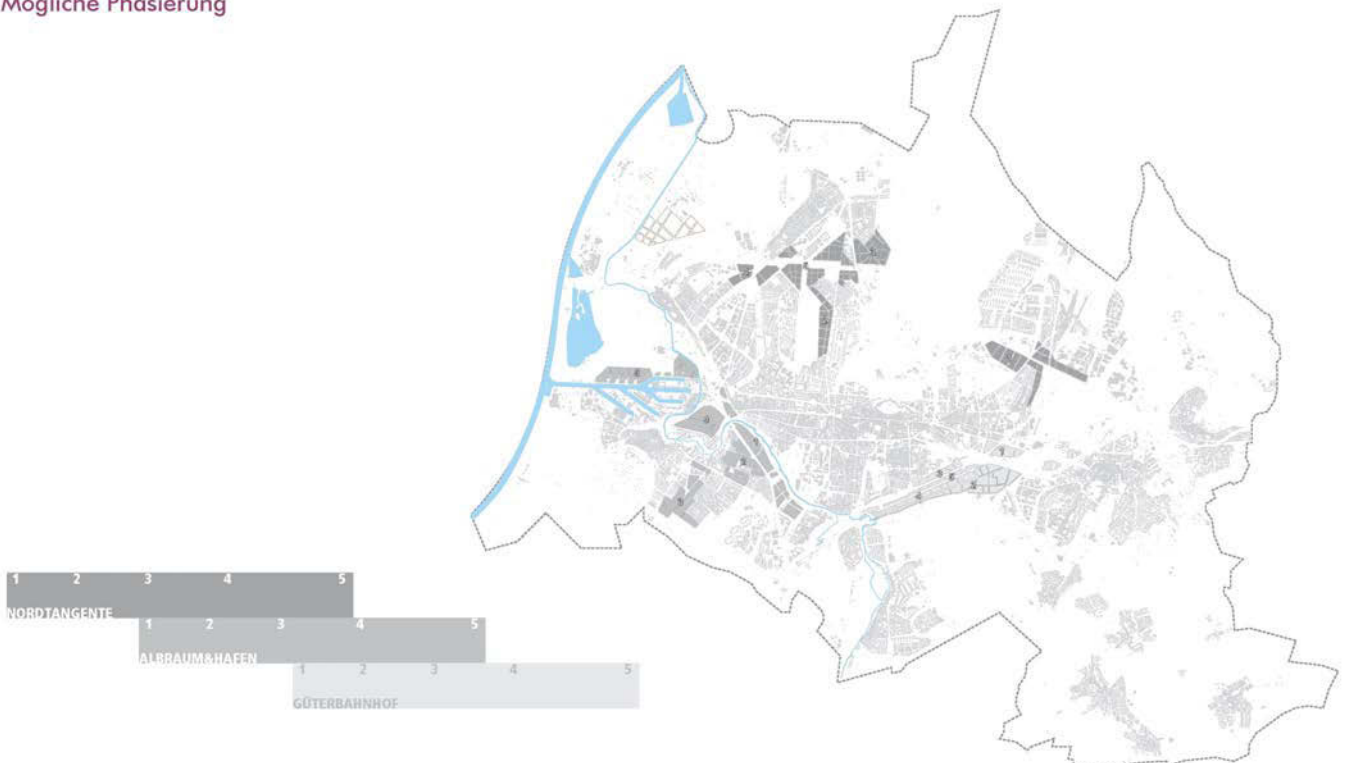 Mögliche Phasierung
1 2 3 4 5
NORDTANGENTE
1 2 3 4 5
ALBRAUM&HAFEN
1 2 3 4 5
GÜTERBAHNHOF